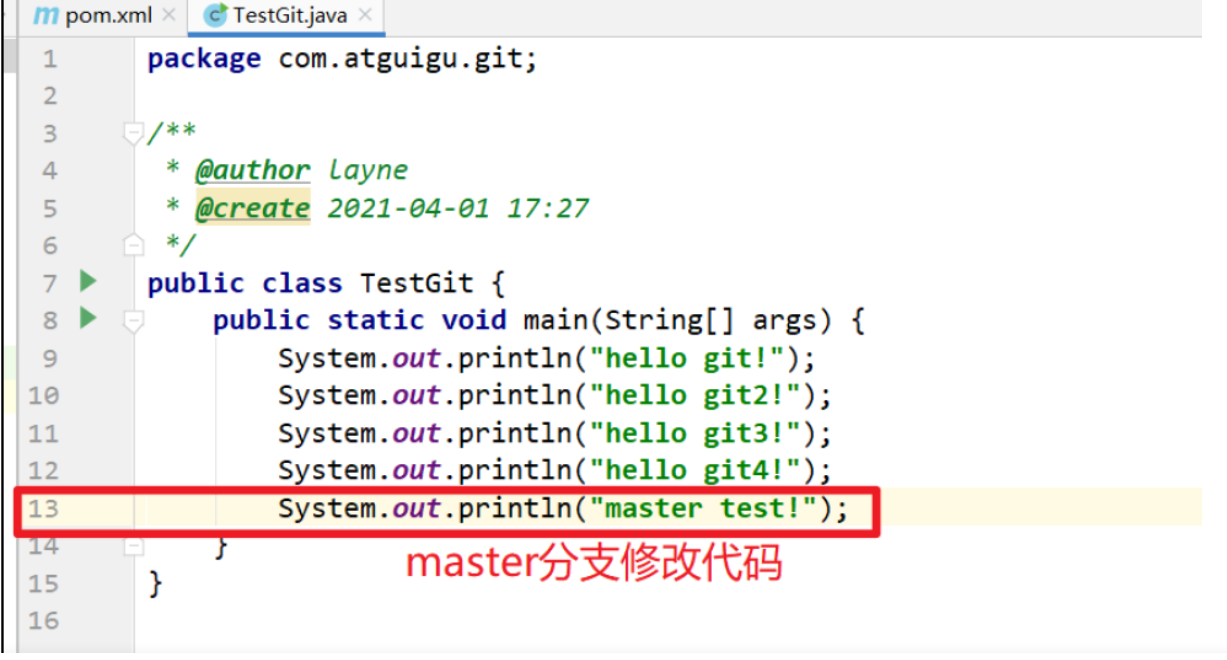 pom.xml TestGit.java
1 package com.atguigu.git;
2
3 /**
4 * @author layne
5 * @create 2021-04-01 17:27
6 */
7 public class TestGit {
8 public static void main(String[] args) {
9 System.out.println("hello git!");
10 System.out.println("hello git2!");
11 System.out.println("hello git3!");
12 System.out.println("hello git4!");
13 System.out.println("master test!");
14 }
master分支修改代码
15 }
16